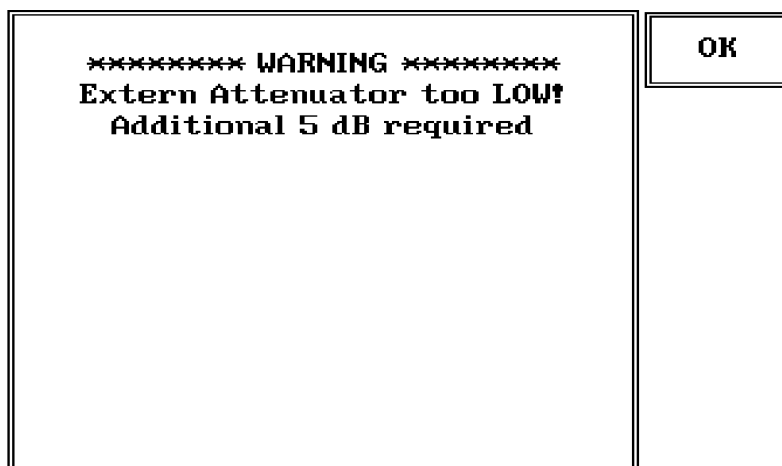 ******** WARNING ********
Extern Attenuator too LOW!
Additional 5 dB required
OK